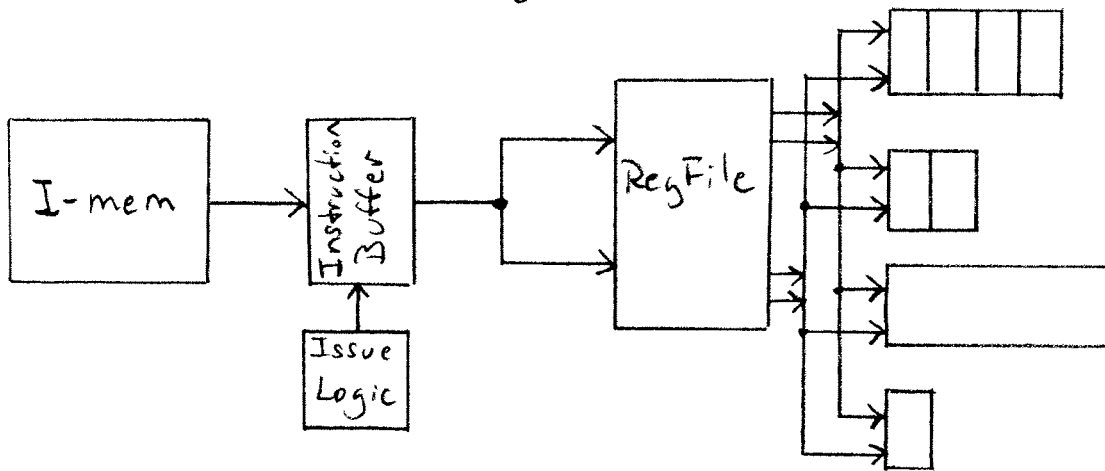 I-mem
Instruction
Buffer
Issue
Logic
RegFile